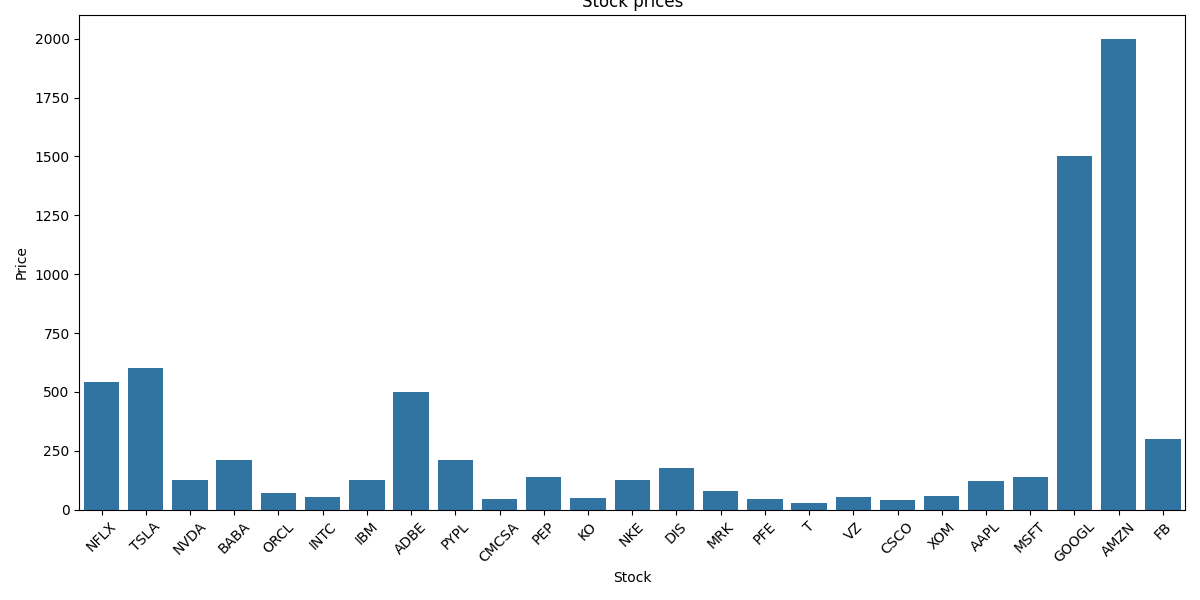 Stock prices
2000
1750
1500
1250
1000
750
500
250
0
Price
NFLX TSLA NVDA BABA ORCL INTC IBM ADBE PYPL CMCSA PEP KO NKE DIS MRK PFE T VZ CSCO XOM AAPL MSFT GOOGL AMZN FB
Stock